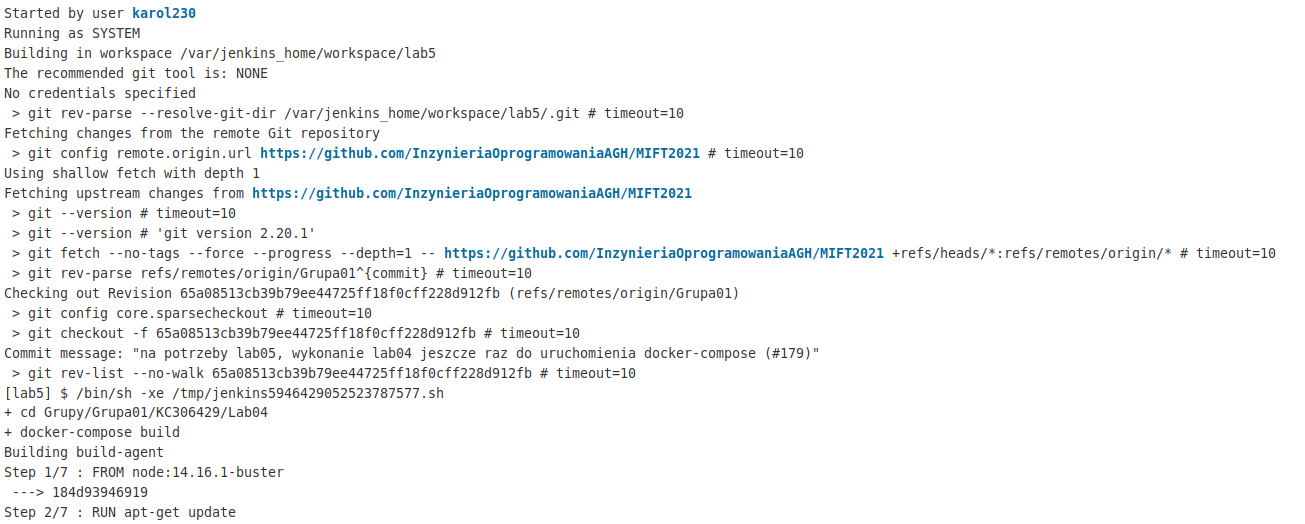 Started by user karol230
Running as SYSTEM
Building in workspace /var/jenkins_home/workspace/lab5
The recommended git tool is: NONE
No credentials specified
 > git rev-parse --resolve-git-dir /var/jenkins_home/workspace/lab5/.git # timeout=10
Fetching changes from the remote Git repository
 > git config remote.origin.url https://github.com/InzynieriaOprogramowaniaAGH/MIFT2021 # timeout=10
Using shallow fetch with depth 1
Fetching upstream changes from https://github.com/InzynieriaOprogramowaniaAGH/MIFT2021
 > git --version # timeout=10
 > git --version # 'git version 2.20.1'
 > git fetch --no-tags --force --progress --depth=1 -- https://github.com/InzynieriaOprogramowaniaAGH/MIFT2021 +refs/heads/*:refs/remotes/origin/* # timeout=10
 > git rev-parse refs/remotes/origin/Grupa01^{commit} # timeout=10
Checking out Revision 65a08513cb39b79ee44725ff18f0cff228d912fb (refs/remotes/origin/Grupa01)
 > git config core.sparsecheckout # timeout=10
 > git checkout -f 65a08513cb39b79ee44725ff18f0cff228d912fb # timeout=10
Commit message: "na potrzeby lab05, wykonanie lab04 jeszcze raz do uruchomienia docker-compose (#179)"
 > git rev-list --no-walk 65a08513cb39b79ee44725ff18f0cff228d912fb # timeout=10
[lab5] $ /bin/sh -xe /tmp/jenkins5946429052523787577.sh
+ cd Grupy/Grupa01/KC306429/Lab04
+ docker-compose build
Building build-agent
Step 1/7 : FROM node:14.16.1-buster
 ---> 184d93946919
Step 2/7 : RUN apt-get update